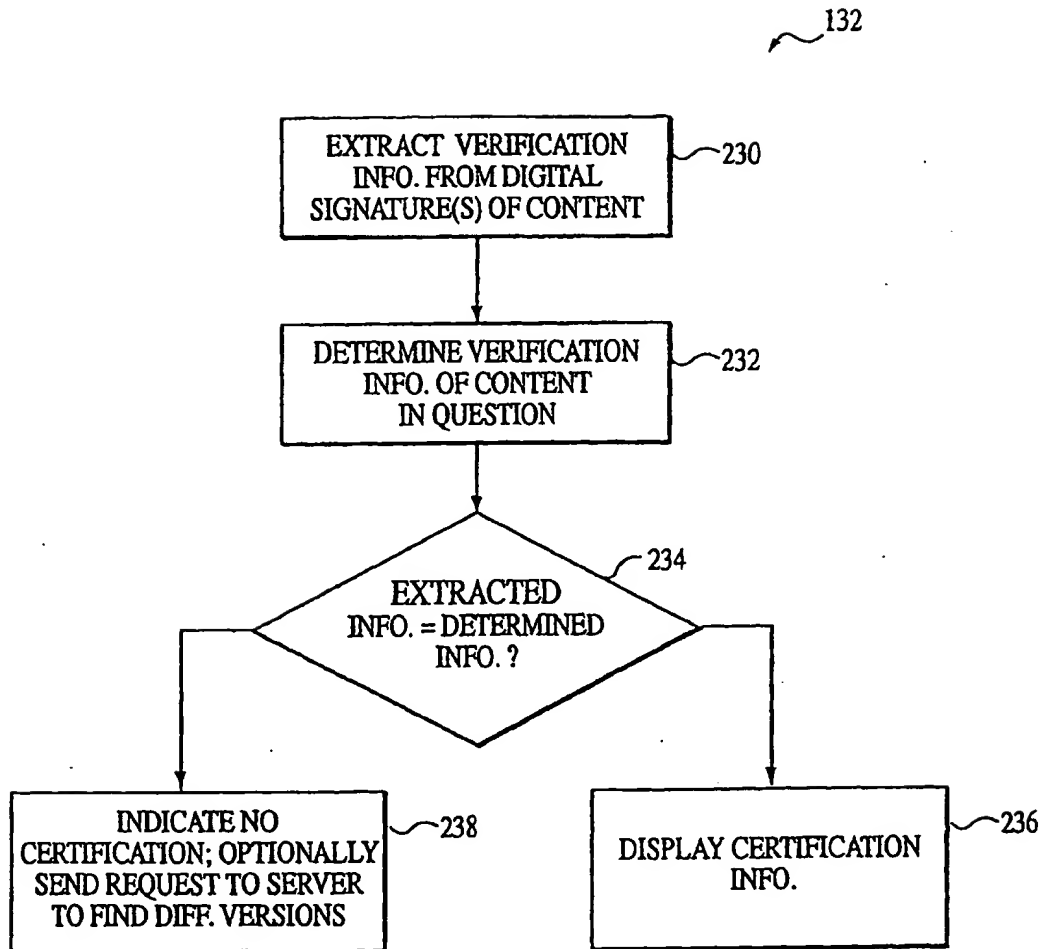 132
EXTRACT VERIFICATION
INFO. FROM DIGITAL
SIGNATURE(S) OF CONTENT
230
DETERMINE VERIFICATION
INFO. OF CONTENT
IN QUESTION
232
234
EXTRACTED
INFO. = DETERMINED
INFO. ?
INDICATE NO
CERTIFICATION; OPTIONALLY
SEND REQUEST TO SERVER
TO FIND DIFF. VERSIONS
238
DISPLAY CERTIFICATION
INFO.
236